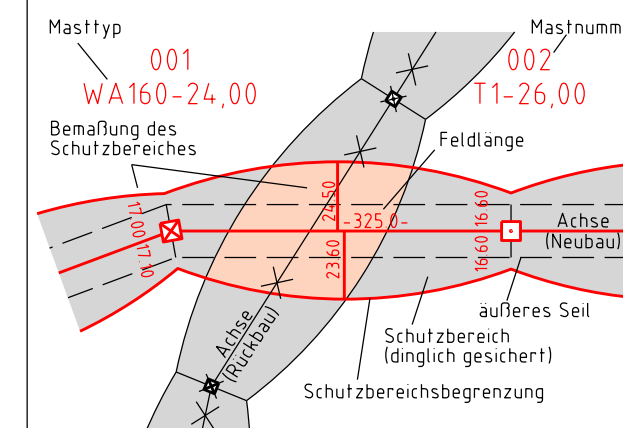 Masttyp
Mastnumm
001
002
WA160-24,00
T1-26,00
Bemaßung des
Schutzbereiches
Feldlänge
17.00
17.10
24.50
-325.0-
23.60
16.60
16.60
Achse
(Neubau)
äußeres Seil
Achse
(Rückbau)
Schutzbereich
(dinglich gesichert)
Schutzbereichsbegrenzung